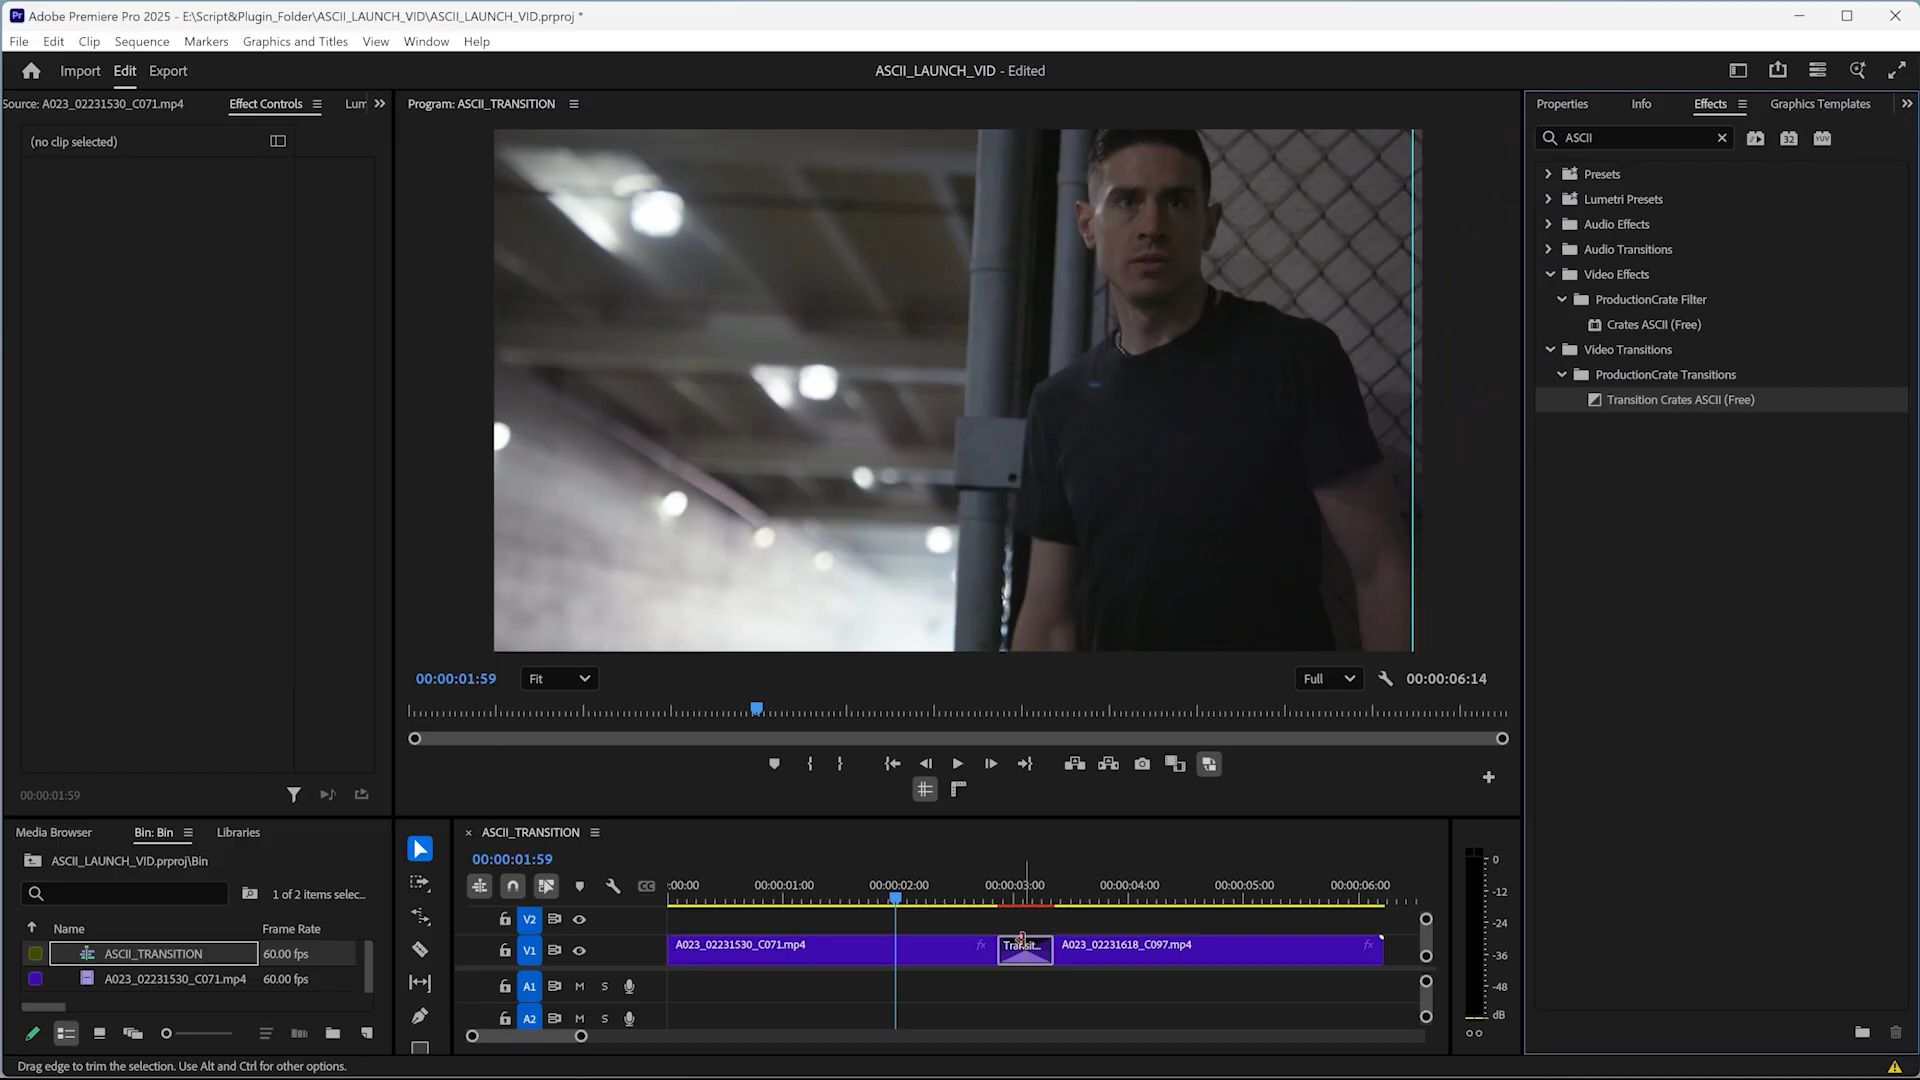 Adobe Premiere Pro 2025 - E:\Script&Plugin_Folder\ASCII_LAUNCH_VID\ASCII_LAUNCH_VID.prproj *
File Edit Clip Sequence Markers Graphics and Titles View Window Help
Import Edit Export
ASCII_LAUNCH_VID - Edited
Source: A023_02231530_C071.mp4 Effect Controls Lum
Program: ASCII_TRANSITION
Properties Info Effects Graphics Templates
(no clip selected)
ASCII
32 YUV
Presets
Lumetri Presets
Audio Effects
Audio Transitions
Video Effects
ProductionCrate Filter
Crates ASCII (Free)
Video Transitions
ProductionCrate Transitions
Transition Crates ASCII (Free)
00:00:01:59 Fit Full 00:00:06:14
00:00:01:59
Media Browser Bin: Bin Libraries
ASCII_LAUNCH_VID.prproj\Bin
1 of 2 items selec...
Name Frame Rate
ASCII_TRANSITION 60.00 fps
A023_02231530_C071.mp4 60.00 fps
ASCII_TRANSITION
00:00:01:59
CC
:00:00 00:00:01:00 00:00:02:00 00:00:03:00 00:00:04:00 00:00:05:00 00:00:06:00
V2
V1 A023_02231530_C071.mp4 fx Transit... A023_02231618_C097.mp4 fx
A1 M S
A2 M S
0
-12
-24
-36
-48
dB
Drag edge to trim the selection. Use Alt and Ctrl for other options.